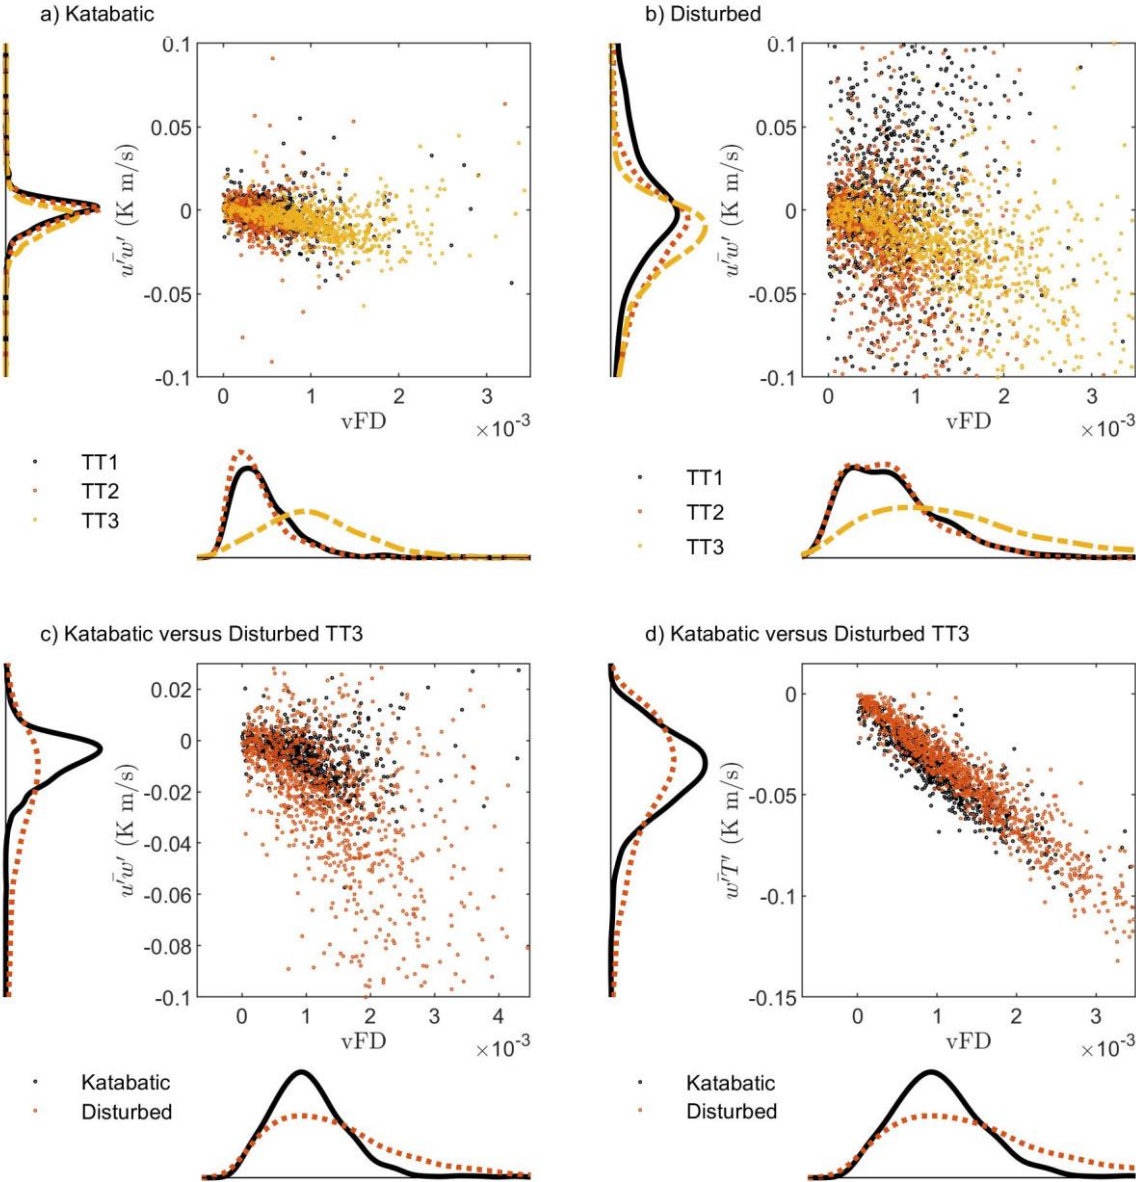 a) Katabatic
0.1
0.05
0
-0.05
-0.1
u'w' (K m/s)
0 1 2 3
vFD
×10⁻³
TT1
TT2
TT3
b) Disturbed
0.1
0.05
0
-0.05
-0.1
u'w' (K m/s)
0 1 2 3
vFD
×10⁻³
TT1
TT2
TT3
c) Katabatic versus Disturbed TT3
0.02
0
-0.02
-0.04
-0.06
-0.08
-0.1
u'w' (K m/s)
0 1 2 3 4
vFD
×10⁻³
Katabatic
Disturbed
d) Katabatic versus Disturbed TT3
0
-0.05
-0.1
-0.15
w'T' (K m/s)
0 1 2 3
vFD
×10⁻³
Katabatic
Disturbed